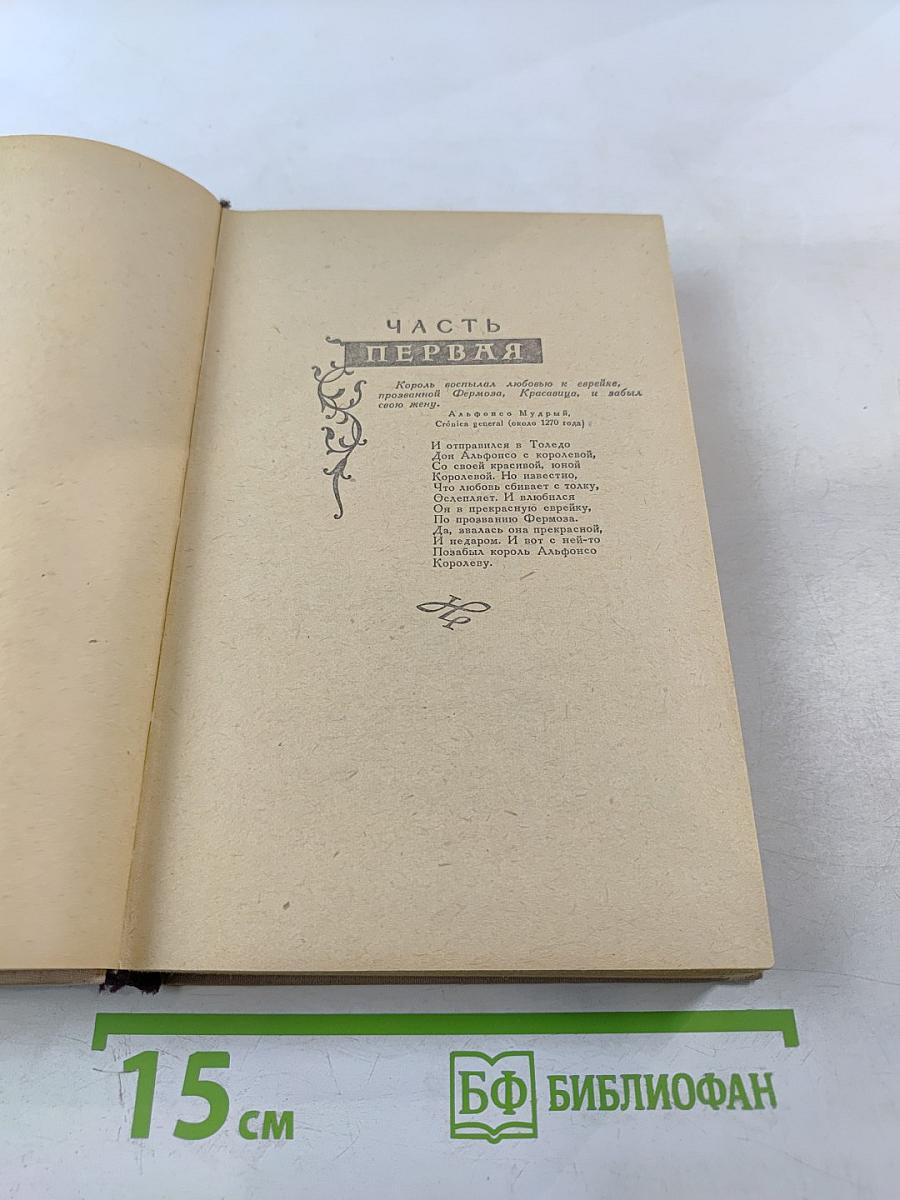 ЧАСТЬ
ПЕРВАЯ
Король воспылал любовью к еврейке,
прозванной Фермоза, Красавица, и забыл
свою жену.
Альфонсо Мудрый,
Crónica general (около 1270 года)
И отправился в Толедо
Дон Альфонсо с королевой,
Со своей красивой, юной
Королевой. Но известно,
Что любовь сбивает с толку,
Ослепляет. И влюбился
Он в прекрасную еврейку,
По прозванию Фермоза.
Да, звалась она прекрасной,
И недаром. И вот с ней-то
Позабыл король Альфонсо
Королеву.
15 см
БФ БИБЛИОФАН